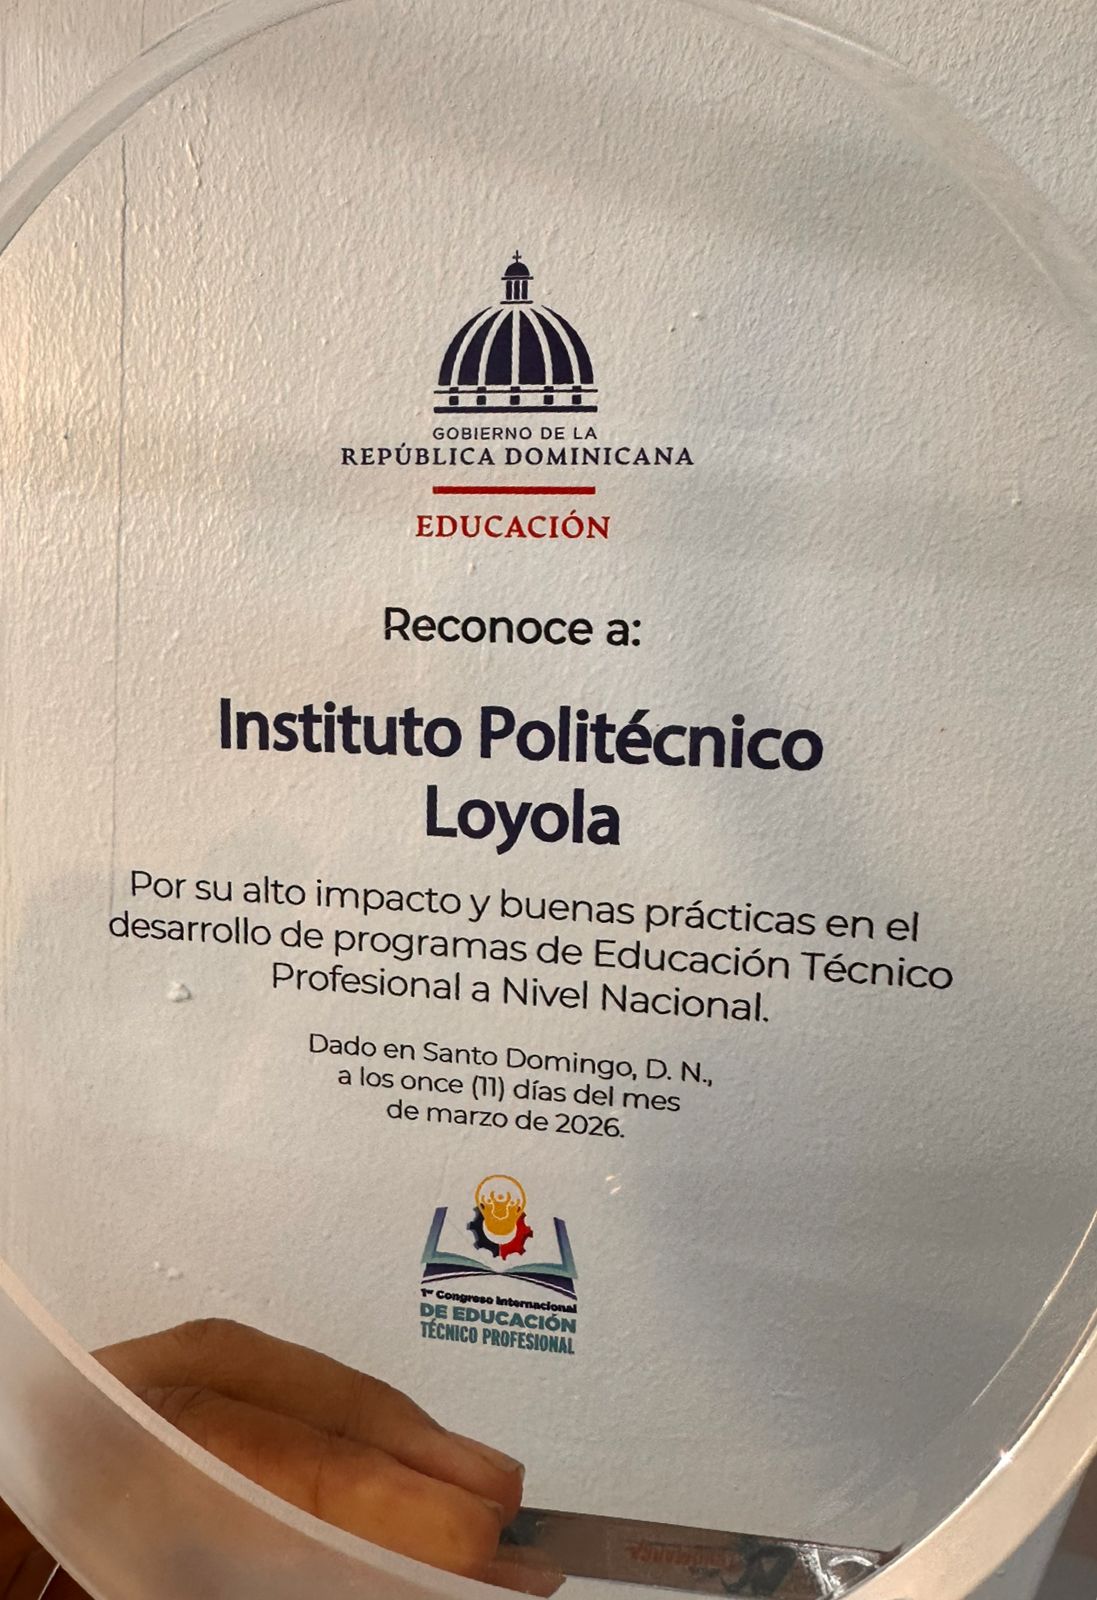 GOBIERNO DE LA
REPÚBLICA DOMINICANA
EDUCACIÓN
Reconoce a:
Instituto Politécnico
Loyola
Por su alto impacto y buenas prácticas en el
desarrollo de programas de Educación Técnico
Profesional a Nivel Nacional.
Dado en Santo Domingo, D. N.,
a los once (11) días del mes
de marzo de 2026.
1er Congreso Internacional
DE EDUCACIÓN
TÉCNICO PROFESIONAL